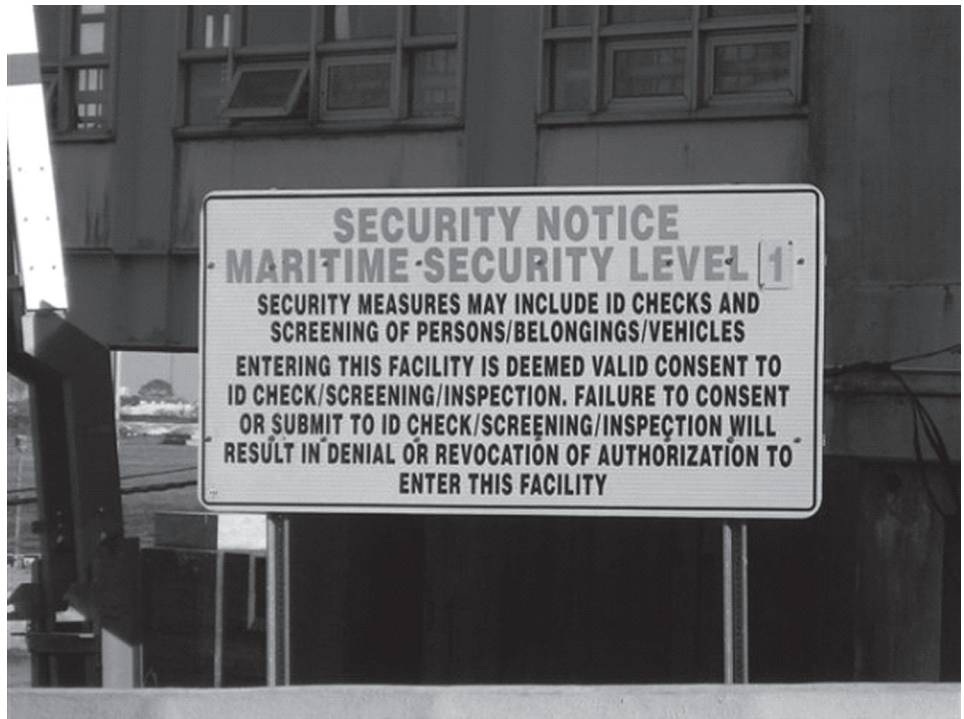 SECURITY NOTICE
MARITIME SECURITY LEVEL 1
SECURITY MEASURES MAY INCLUDE ID CHECKS AND
SCREENING OF PERSONS/BELONGINGS/VEHICLES
ENTERING THIS FACILITY IS DEEMED VALID CONSENT TO
ID CHECK/SCREENING/INSPECTION. FAILURE TO CONSENT
OR SUBMIT TO ID CHECK/SCREENING/INSPECTION WILL
RESULT IN DENIAL OR REVOCATION OF AUTHORIZATION TO
ENTER THIS FACILITY